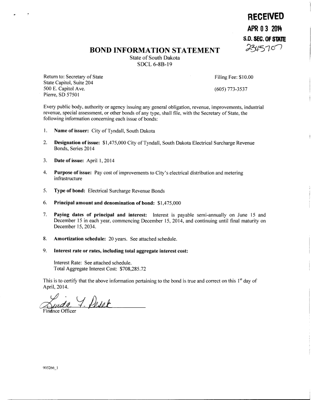 RECEIVED
APR 03 2014
S.D. SEC. OF STATE
BOND INFORMATION STATEMENT
State of South Dakota
SDCL 6-8B-19
Return to: Secretary of State
Filing Fee: $10.00
State Capitol, Suite 204
500 E. Capitol Ave.
(605) 773-3537
Pierre, SD 57501
Every public body, authority or agency issuing any general obligation, revenue, improvements, industrial
revenue, special assessment, or other bonds of any type, shall file, with the Secretary of State, the
following information concerning each issue of bonds:
1. Name of issuer: City of Tyndall, South Dakota
2. Designation of issue: $1,475,000 City of Tyndall, South Dakota Electrical Surcharge Revenue
Bonds, Series 2014
3. Date of issue: April 1, 2014
4. Purpose of issue: Pay cost of improvements to City's electrical distribution and metering
infrastructure
5. Type of bond: Electrical Surcharge Revenue Bonds
6. Principal amount and denomination of bond: $1,475,000
7. Paying dates of principal and interest: Interest is payable semi-annually on June 15 and
December 15 in each year, commencing December 15, 2014, and continuing until final maturity on
December 15, 2034.
8. Amortization schedule: 20 years. See attached schedule.
9. Interest rate or rates, including total aggregate interest cost:
Interest Rate: See attached schedule.
Total Aggregate Interest Cost: $708,285.72
This is to certify that the above information pertaining to the bond is true and correct on this 1st day of
April, 2014.
Finance Officer